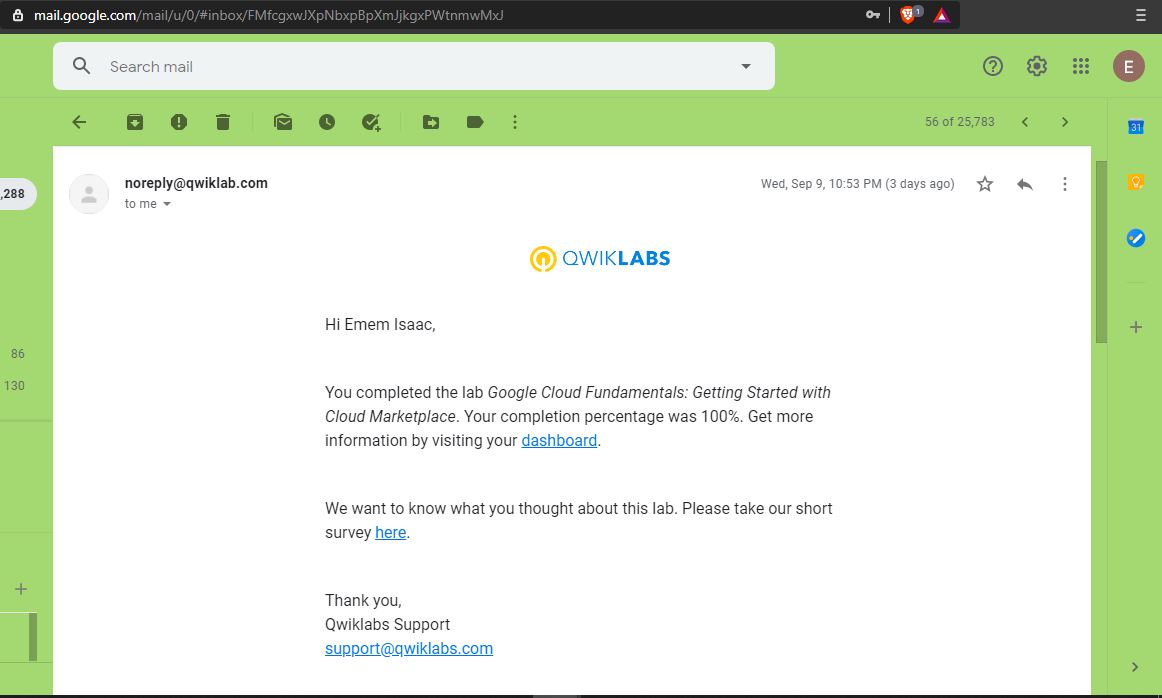 mail.google.com/mail/u/0/#inbox/FMfcgxwJXpNbxpBpXmJjkgxPWtnmwMxJ
1
Search mail
E
56 of 25,783
31
,288
noreply@qwiklab.com
Wed, Sep 9, 10:53 PM (3 days ago)
to me
QWIKLABS
Hi Emem Isaac,
86
130
You completed the lab Google Cloud Fundamentals: Getting Started with
Cloud Marketplace. Your completion percentage was 100%. Get more
information by visiting your dashboard.
We want to know what you thought about this lab. Please take our short
survey here.
Thank you,
Qwiklabs Support
support@qwiklabs.com